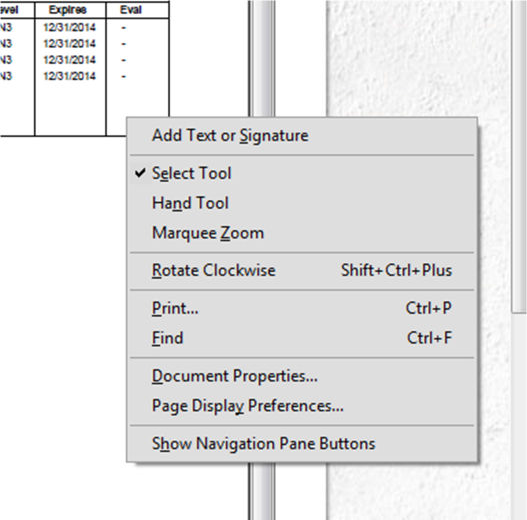 evel Expires Eval
N3 12/31/2014 -
N3 12/31/2014 -
N3 12/31/2014 -
N3 12/31/2014 -
Add Text or Signature
✔ Select Tool
Hand Tool
Marquee Zoom
Rotate Clockwise Shift+Ctrl+Plus
Print... Ctrl+P
Find Ctrl+F
Document Properties...
Page Display Preferences...
Show Navigation Pane Buttons